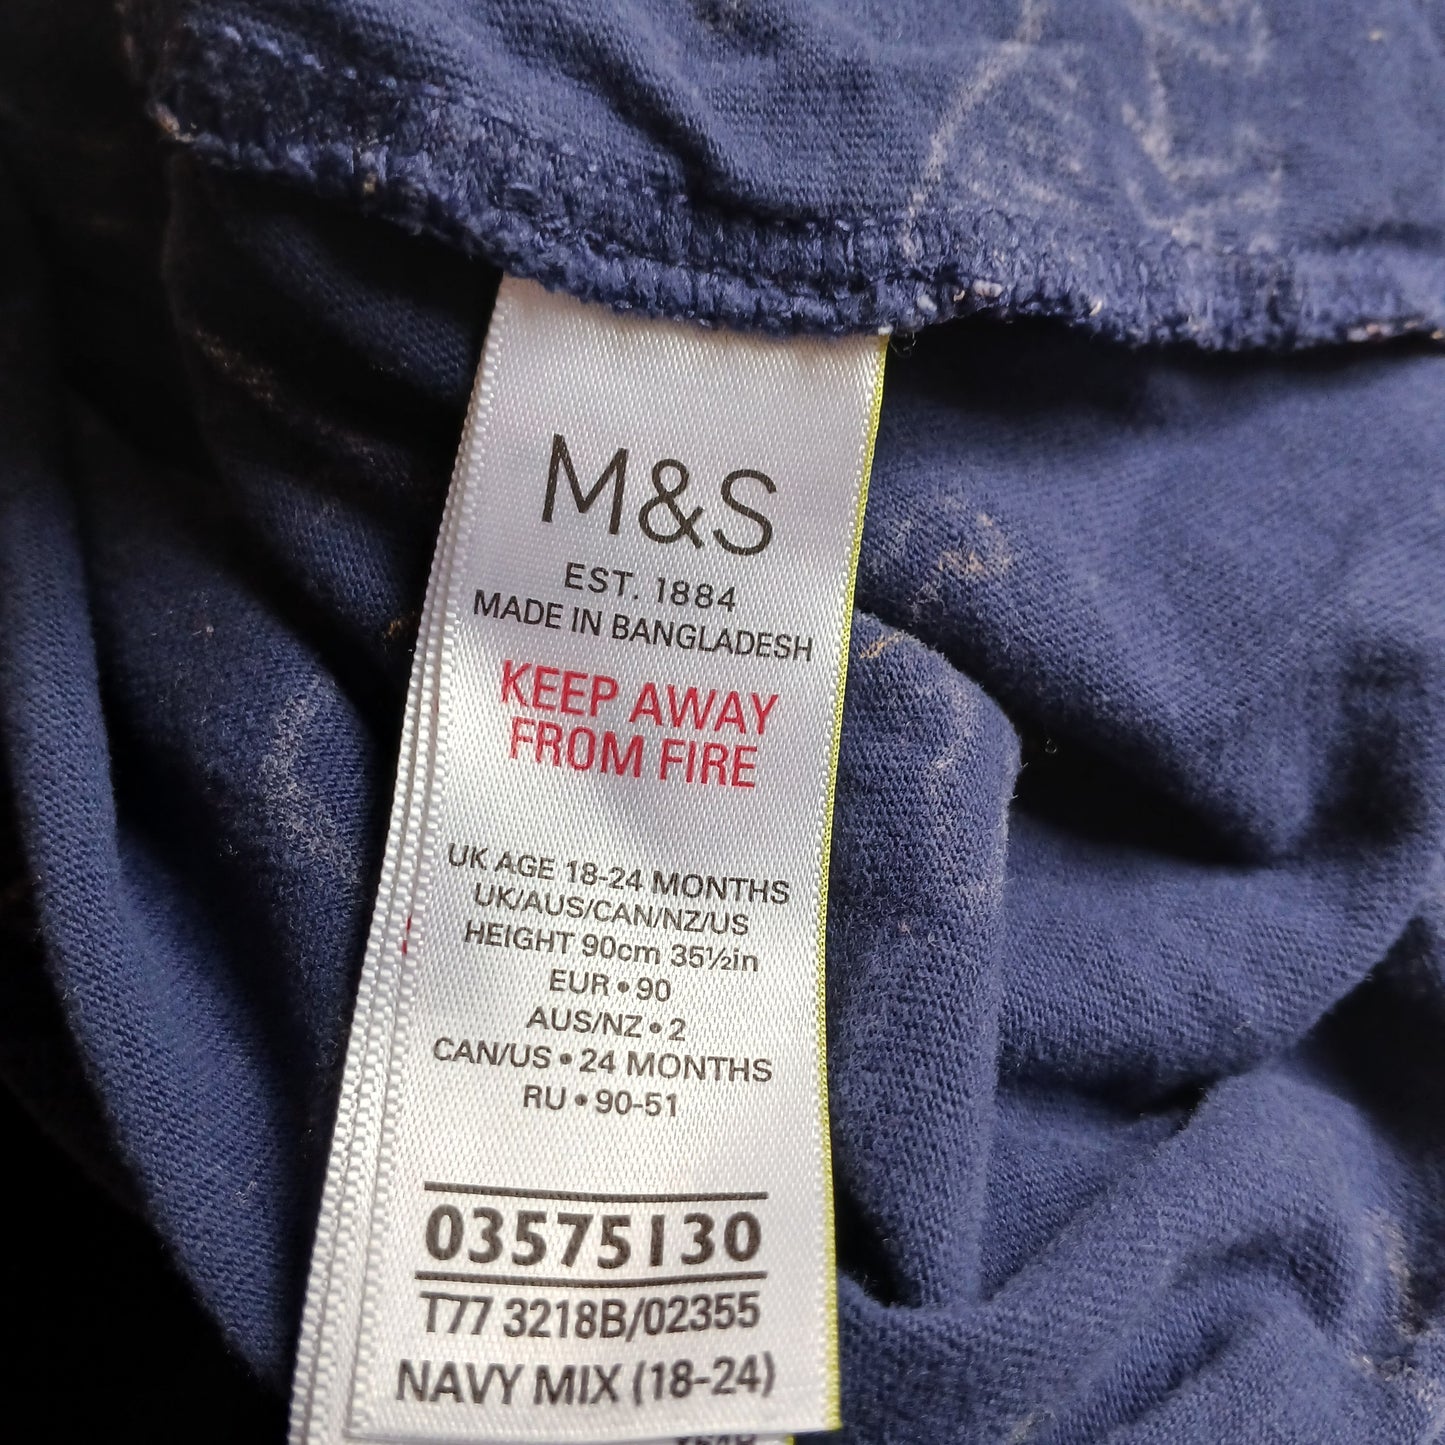 M&S
EST. 1884
MADE IN BANGLADESH
KEEP AWAY
FROM FIRE
UK AGE 18-24 MONTHS
UK/AUS/CAN/NZ/US
HEIGHT 90cm 35½in
EUR • 90
AUS/NZ • 2
CAN/US • 24 MONTHS
RU • 90-51
03575130
T77 3218B/02355
NAVY MIX (18-24)